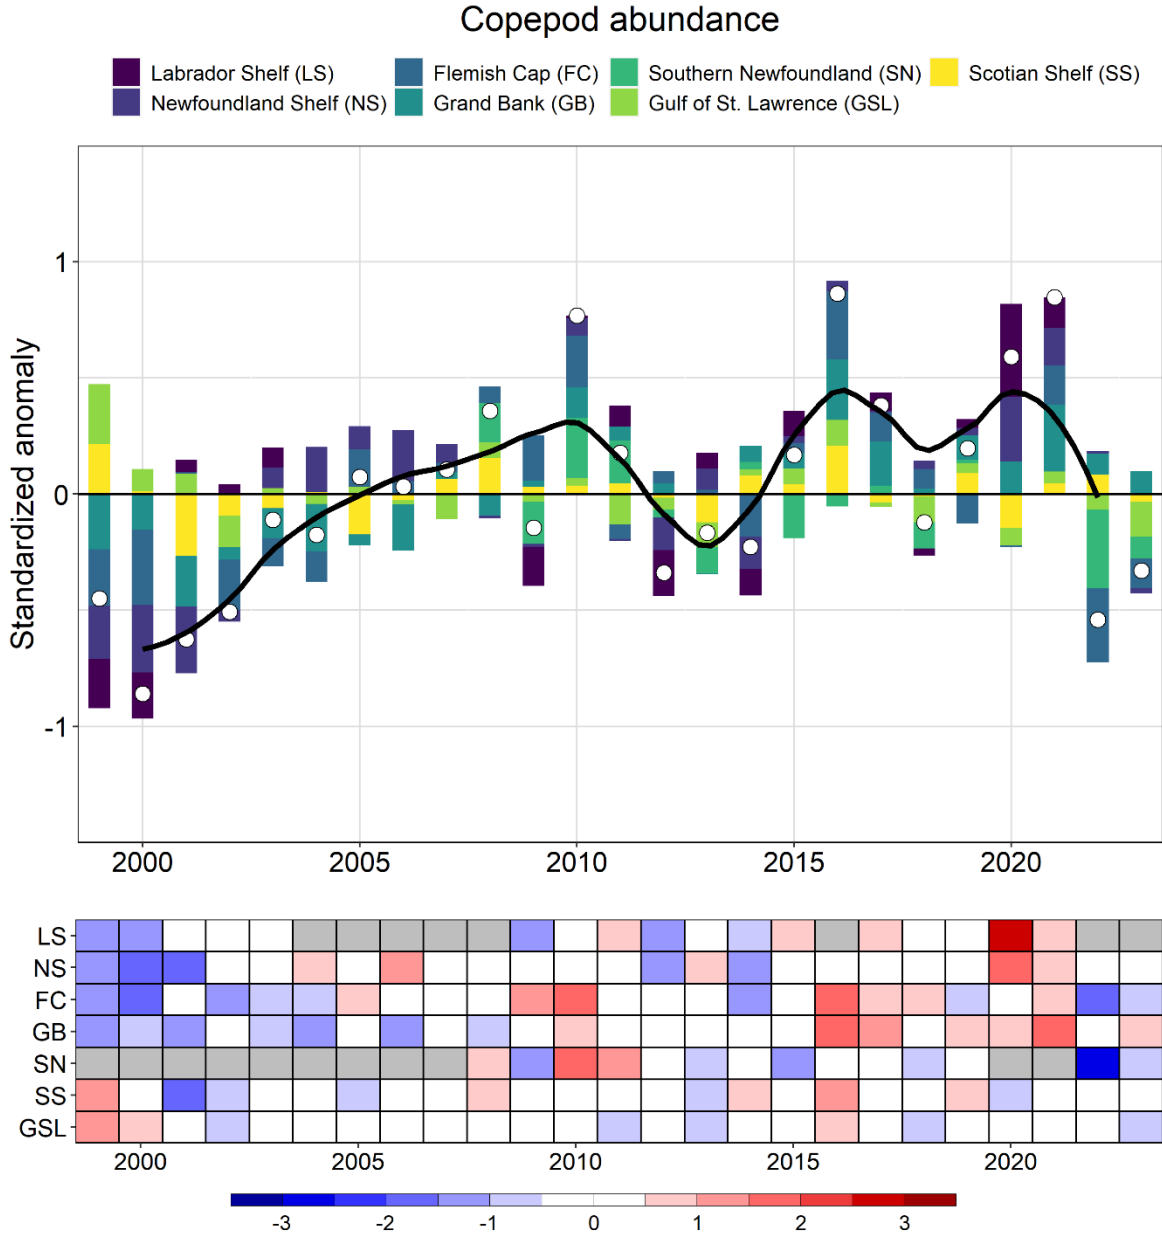 Copepod abundance
Labrador Shelf (LS) Flemish Cap (FC) Southern Newfoundland (SN) Scotian Shelf (SS)
Newfoundland Shelf (NS) Grand Bank (GB) Gulf of St. Lawrence (GSL)
Standardized anomaly
1
0
-1
2000 2005 2010 2015 2020
LS
NS
FC
GB
SN
SS
GSL
2000 2005 2010 2015 2020
-3 -2 -1 0 1 2 3